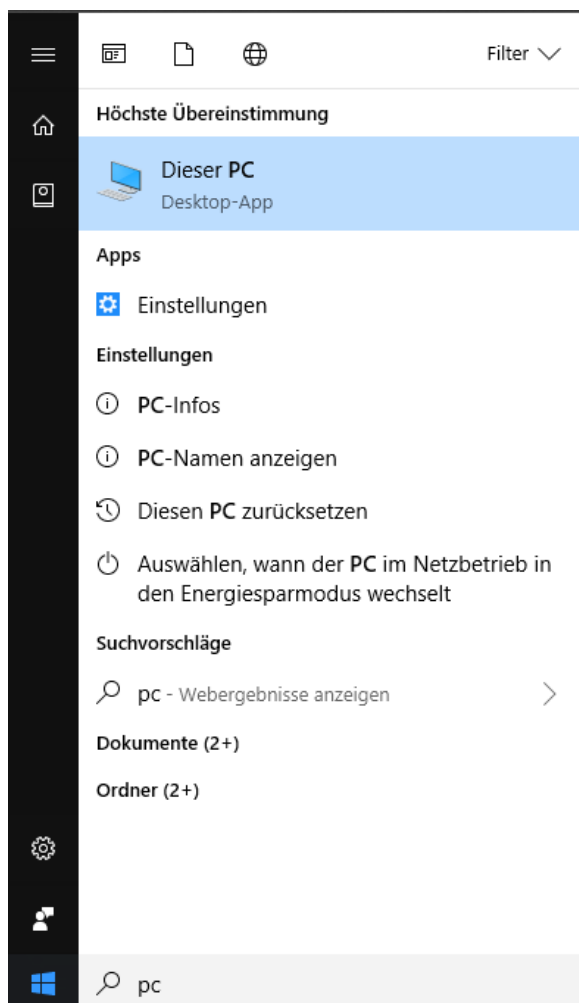 Filter
Höchste Übereinstimmung
Dieser PC
Desktop-App
Apps
Einstellungen
Einstellungen
PC-Infos
PC-Namen anzeigen
Diesen PC zurücksetzen
Auswählen, wann der PC im Netzbetrieb in
den Energiesparmodus wechselt
Suchvorschläge
pc - Webergebnisse anzeigen
Dokumente (2+)
Ordner (2+)
pc